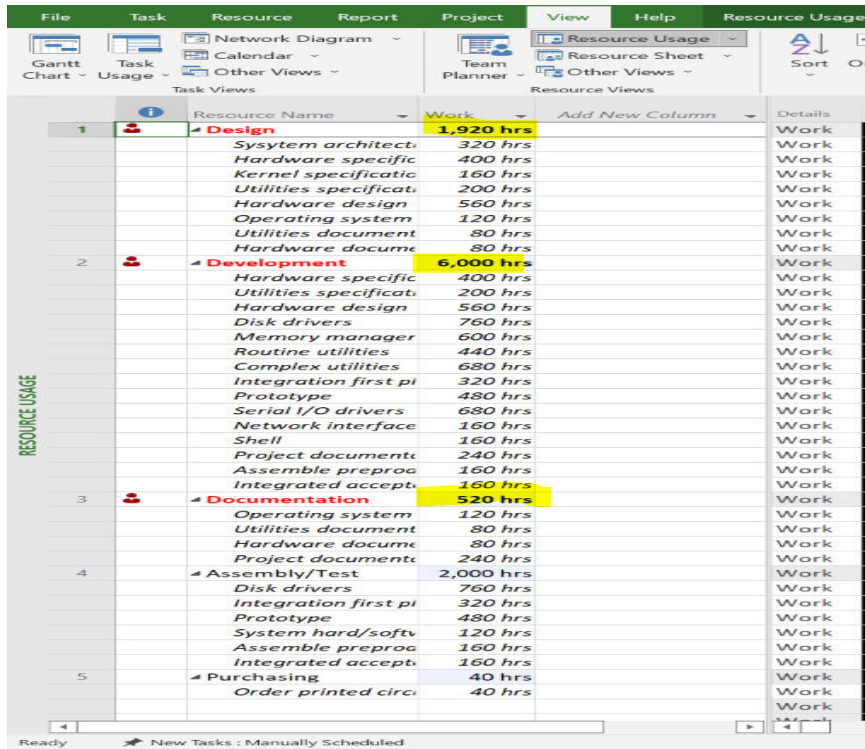 File Task Resource Report Project View Help Resource Usage
Network Diagram Resource Usage
Calendar Resource Sheet
Gantt Chart Task Usage Other Views Team Planner Other Views Sort
Task Views Resource Views
Resource Name Work Add New Column Details
1 Design 1,920 hrs Work
Sysytem architect 320 hrs Work
Hardware specific 400 hrs Work
Kernel specificatio 160 hrs Work
Utilities specificati 200 hrs Work
Hardware design 560 hrs Work
Operating system 120 hrs Work
Utilities document 80 hrs Work
Hardware docume 80 hrs Work
2 Development 6,000 hrs Work
Hardware specific 400 hrs Work
Utilities specificati 200 hrs Work
Hardware design 560 hrs Work
Disk drivers 760 hrs Work
Memory manager 600 hrs Work
Routine utilities 440 hrs Work
Complex utilities 680 hrs Work
Integration first pl 320 hrs Work
Prototype 480 hrs Work
Serial I/O drivers 680 hrs Work
Network interface 160 hrs Work
Shell 160 hrs Work
Project documente 240 hrs Work
Assemble preprod 160 hrs Work
Integrated accepte 160 hrs Work
3 Documentation 520 hrs Work
Operating system 120 hrs Work
Utilities document 80 hrs Work
Hardware docume 80 hrs Work
Project documente 240 hrs Work
4 Assembly/Test 2,000 hrs Work
Disk drivers 760 hrs Work
Integration first pl 320 hrs Work
Prototype 480 hrs Work
System hard/softv 120 hrs Work
Assemble preprod 160 hrs Work
Integrated accepte 160 hrs Work
5 Purchasing 40 hrs Work
Order printed circ 40 hrs Work
Work
RESOURCE USAGE
Ready New Tasks : Manually Scheduled